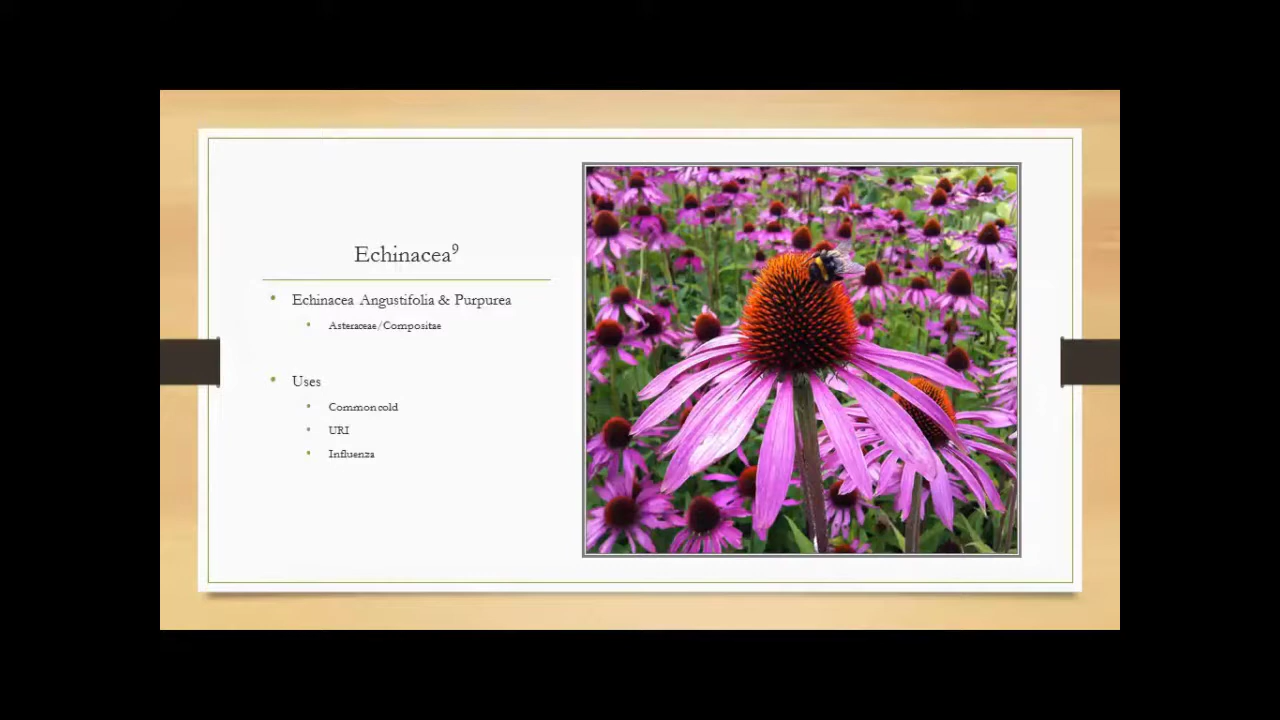 Echinacea⁹
Echinacea Angustifolia & Purpurea
Asteraceae/Compositae
Uses
Common cold
URI
Influenza